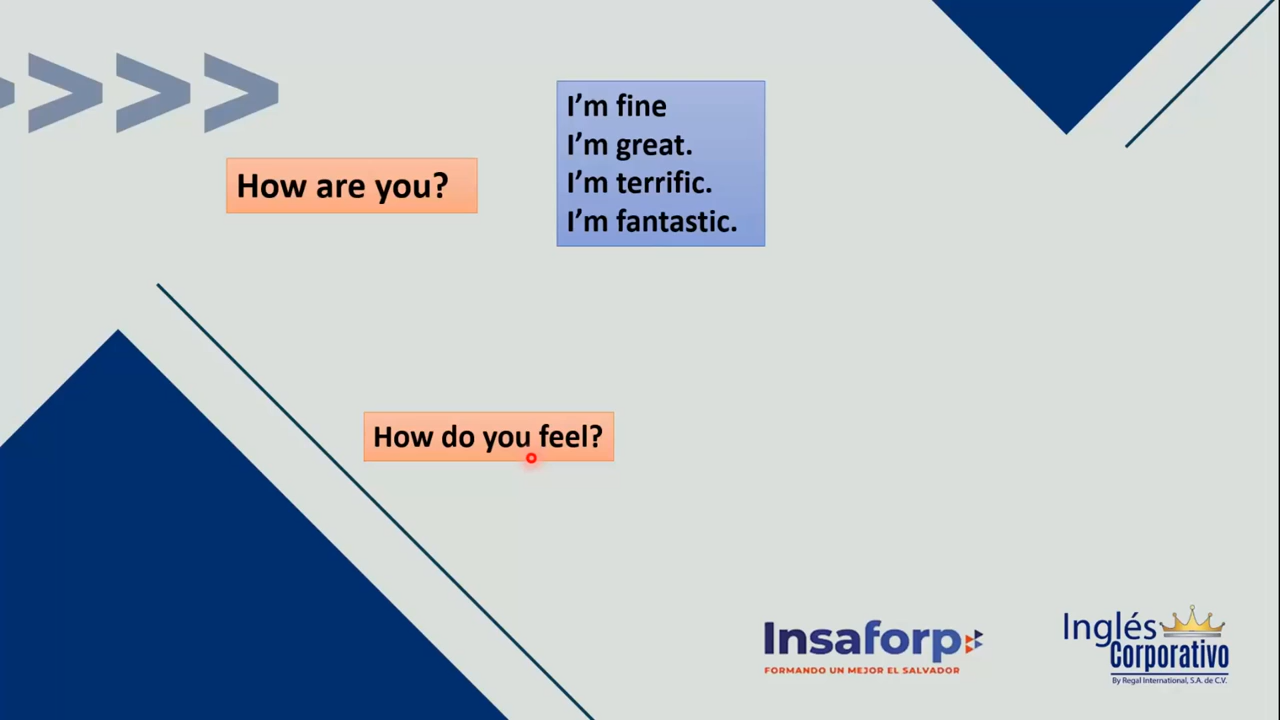 How are you?
I'm fine
I'm great.
I'm terrific.
I'm fantastic.
How do you feel?
Insaforp
FORMANDO UN MEJOR EL SALVADOR
Inglés
Corporativo
By Regal International, S.A. de C.V.